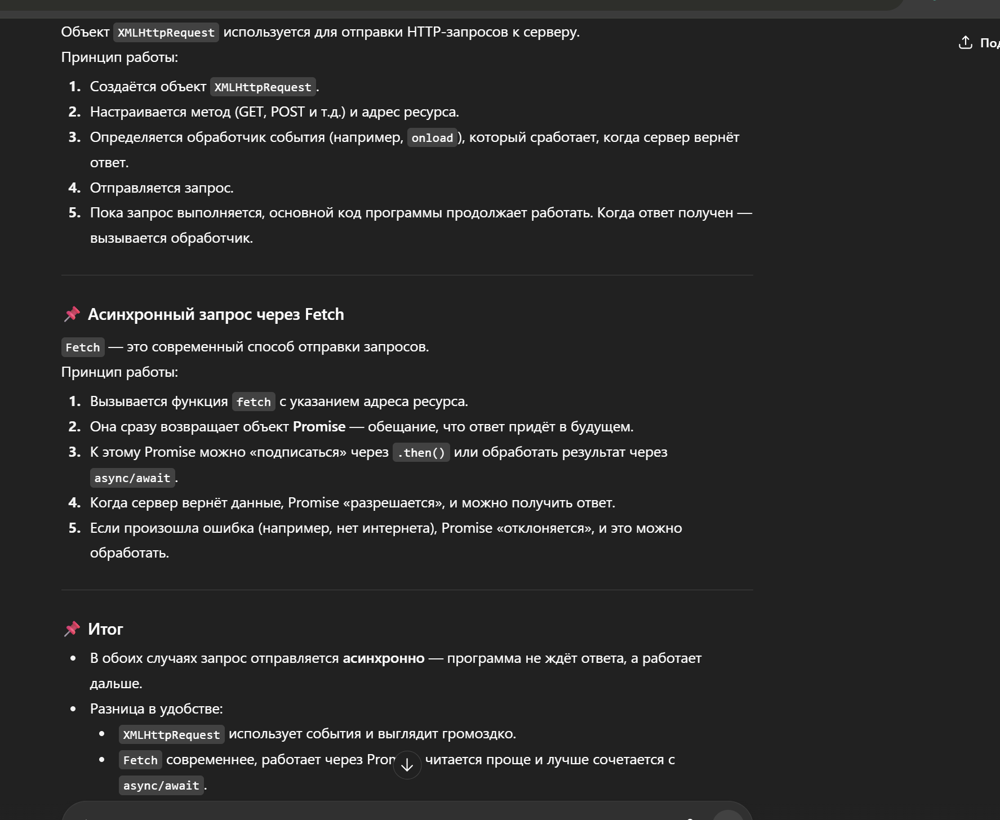 Объект XMLHttpRequest используется для отправки HTTP-запросов к серверу.
Принцип работы:
1. Создаётся объект XMLHttpRequest.
2. Настраивается метод (GET, POST и т.д.) и адрес ресурса.
3. Определяется обработчик события (например, onload), который сработает, когда сервер вернёт
ответ.
4. Отправляется запрос.
5. Пока запрос выполняется, основной код программы продолжает работать. Когда ответ получен —
вызывается обработчик.
📌 Асинхронный запрос через Fetch
Fetch — это современный способ отправки запросов.
Принцип работы:
1. Вызывается функция fetch с указанием адреса ресурса.
2. Она сразу возвращает объект Promise — обещание, что ответ придёт в будущем.
3. К этому Promise можно «подписаться» через .then() или обработать результат через
async/await.
4. Когда сервер вернёт данные, Promise «разрешается», и можно получить ответ.
5. Если произошла ошибка (например, нет интернета), Promise «отклоняется», и это можно
обработать.
📌 Итог
• В обоих случаях запрос отправляется асинхронно — программа не ждёт ответа, а работает
дальше.
• Разница в удобстве:
• XMLHttpRequest использует события и выглядит громоздко.
• Fetch современнее, работает через читается проще и лучше сочетается с
async/await.